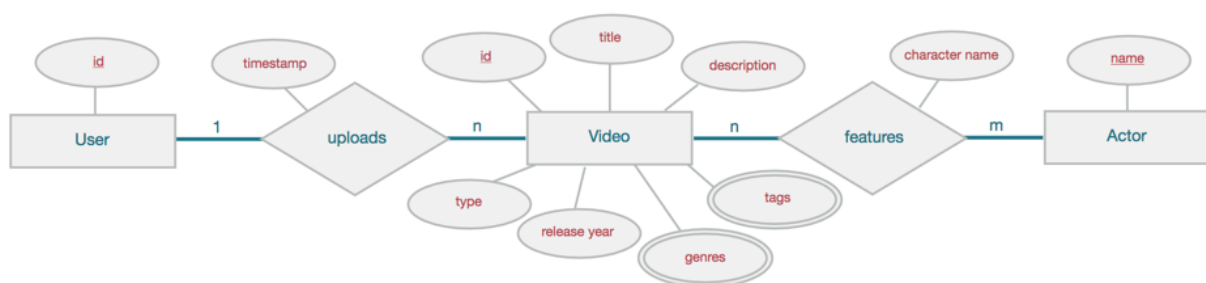 id
timestamp
id
title
description
character name
name
User
1
uploads
n
Video
n
features
m
Actor
type
release year
genres
tags